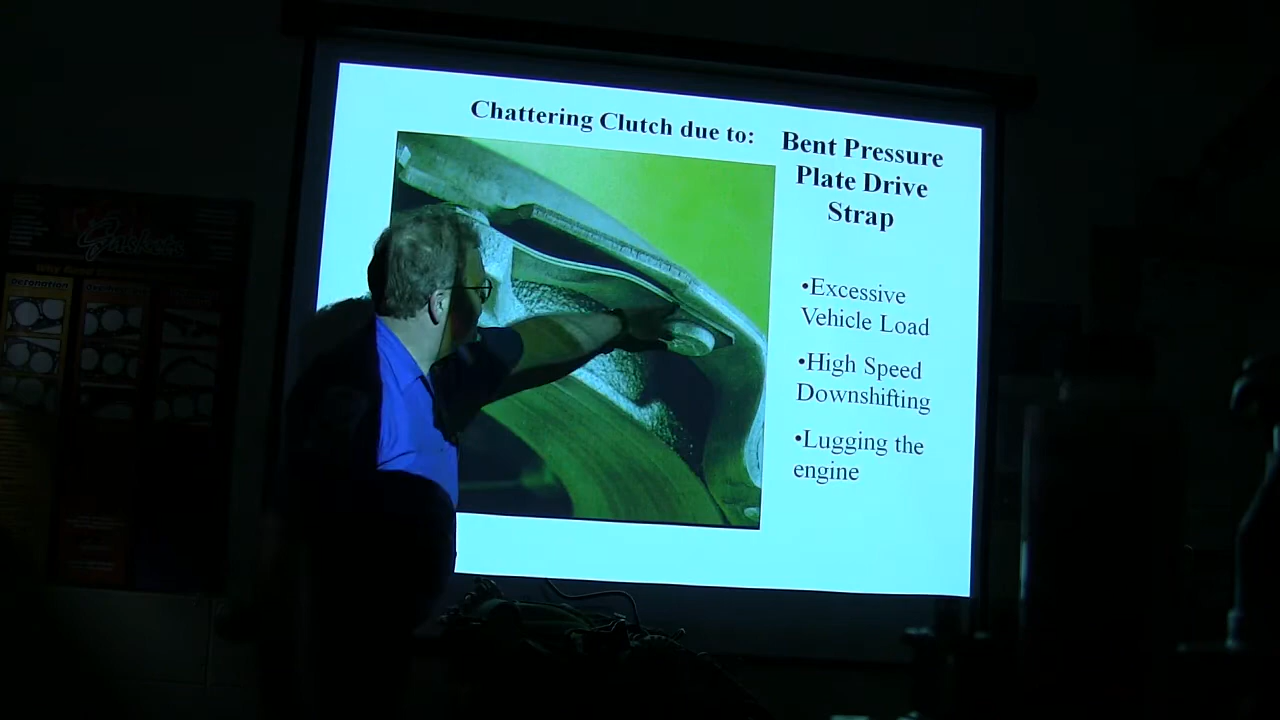 Chattering Clutch due to:
Bent Pressure
Plate Drive
Strap
•Excessive
Vehicle Load
•High Speed
Downshifting
•Lugging the
engine